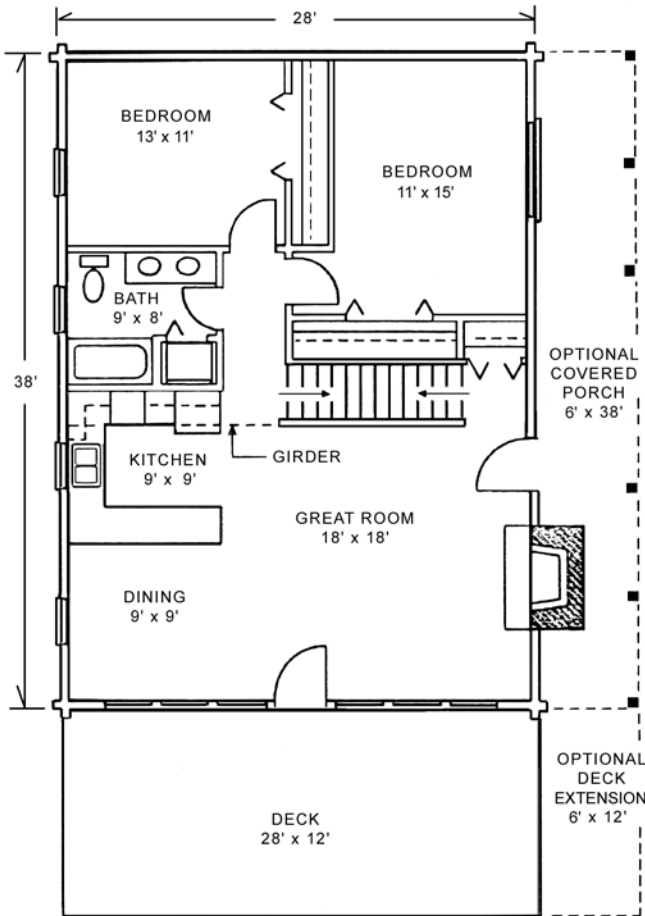 28'
BEDROOM
13' x 11'
BEDROOM
11' x 15'
BATH
9' x 8'
38'
OPTIONAL
COVERED
PORCH
6' x 38'
KITCHEN
9' x 9'
GIRDER
GREAT ROOM
18' x 18'
DINING
9' x 9'
OPTIONAL
DECK
EXTENSION
6' x 12'
DECK
28' x 12'